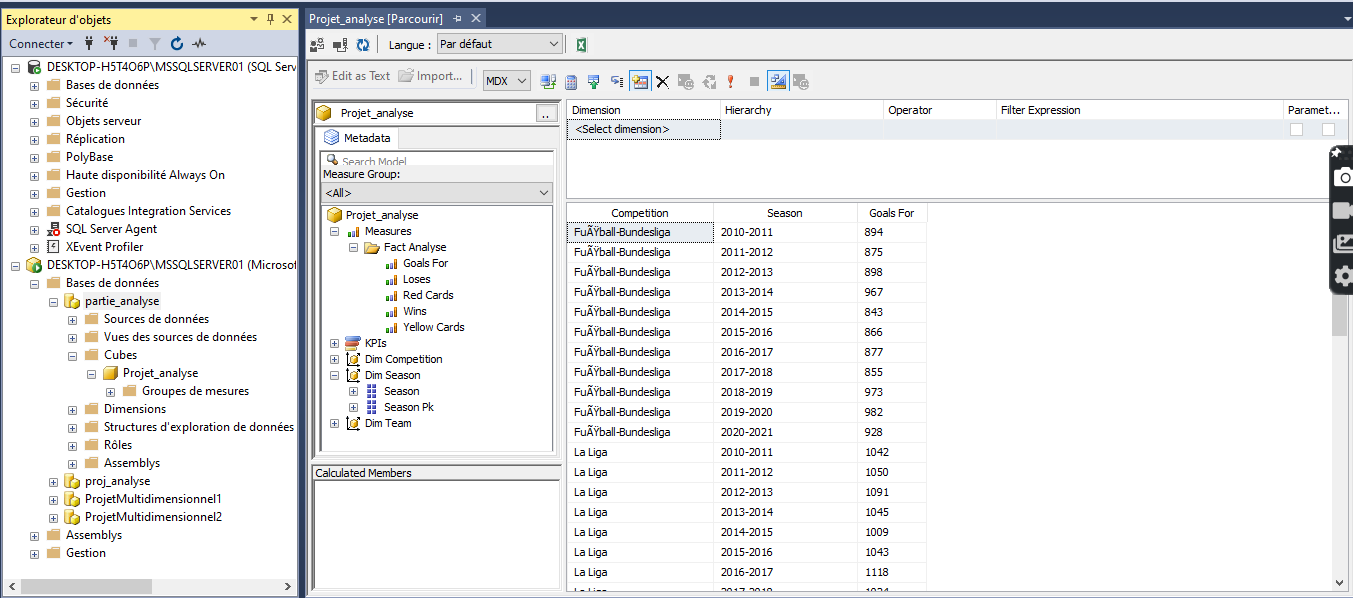 Explorateur d'objets
Connecter
DESKTOP-H5T4O6P\MSSQLSERVER01 (SQL Serv
Bases de données
Sécurité
Objets serveur
Réplication
PolyBase
Haute disponibilité Always On
Gestion
Catalogues Integration Services
SQL Server Agent
XEvent Profiler
DESKTOP-H5T4O6P\MSSQLSERVER01 (Microsof
Bases de données
partie_analyse
Sources de données
Vues des sources de données
Cubes
Projet_analyse
Groupes de mesures
Dimensions
Structures d'exploration de données
Rôles
Assemblys
proj_analyse
ProjetMultidimensionnel1
ProjetMultidimensionnel2
Assemblys
Gestion
Projet_analyse [Parcourir]
Langue : Par défaut
Edit as Text Import... MDX
Projet_analyse ..
Metadata
Search Model
Measure Group:
<All>
Projet_analyse
Measures
Fact Analyse
Goals For
Loses
Red Cards
Wins
Yellow Cards
KPIs
Dim Competition
Dim Season
Season
Season Pk
Dim Team
Calculated Members
Dimension Hierarchy Operator Filter Expression Paramet...
<Select dimension>
Competition Season Goals For
FuÃŸball-Bundesliga 2010-2011 894
FuÃŸball-Bundesliga 2011-2012 875
FuÃŸball-Bundesliga 2012-2013 898
FuÃŸball-Bundesliga 2013-2014 967
FuÃŸball-Bundesliga 2014-2015 843
FuÃŸball-Bundesliga 2015-2016 866
FuÃŸball-Bundesliga 2016-2017 877
FuÃŸball-Bundesliga 2017-2018 855
FuÃŸball-Bundesliga 2018-2019 973
FuÃŸball-Bundesliga 2019-2020 982
FuÃŸball-Bundesliga 2020-2021 928
La Liga 2010-2011 1042
La Liga 2011-2012 1050
La Liga 2012-2013 1091
La Liga 2013-2014 1045
La Liga 2014-2015 1009
La Liga 2015-2016 1043
La Liga 2016-2017 1118
La Liga 2017-2018